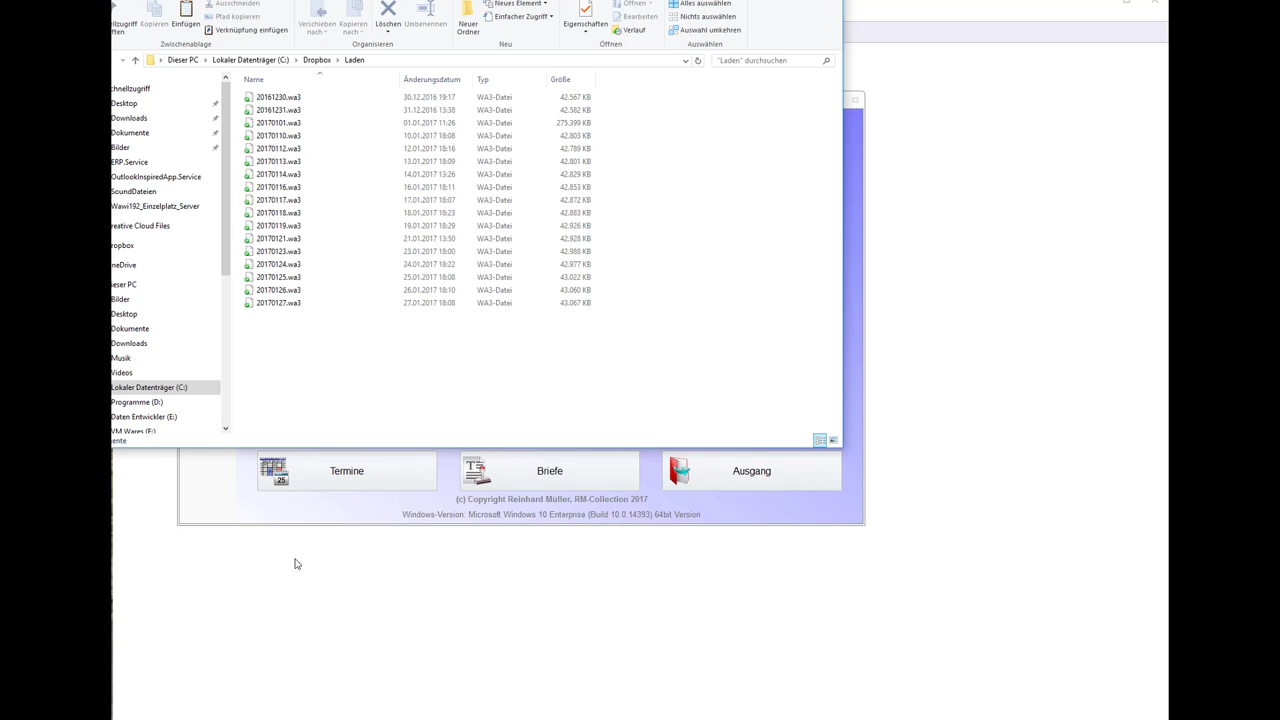 Ausschneiden
Pfad kopieren
Verknüpfung einfügen
Kopieren
Einfügen
Zwischenablage
Verschieben nach
Kopieren nach
Löschen
Umbenennen
Organisieren
Neuer Ordner
Neues Element
Einfacher Zugriff
Neu
Eigenschaften
Öffnen
Bearbeiten
Verlauf
Öffnen
Alles auswählen
Nichts auswählen
Auswahl umkehren
Auswählen
Dieser PC > Lokaler Datenträger (C:) > Dropbox > Laden
"Laden" durchsuchen
Name Änderungsdatum Typ Größe
20161230.wa3 30.12.2016 19:17 WA3-Datei 42.567 KB
20161231.wa3 31.12.2016 13:38 WA3-Datei 42.582 KB
20170101.wa3 01.01.2017 11:26 WA3-Datei 275.399 KB
20170110.wa3 10.01.2017 18:08 WA3-Datei 42.803 KB
20170112.wa3 12.01.2017 18:16 WA3-Datei 42.789 KB
20170113.wa3 13.01.2017 18:09 WA3-Datei 42.801 KB
20170114.wa3 14.01.2017 13:26 WA3-Datei 42.829 KB
20170116.wa3 16.01.2017 18:11 WA3-Datei 42.853 KB
20170117.wa3 17.01.2017 18:07 WA3-Datei 42.872 KB
20170118.wa3 18.01.2017 18:23 WA3-Datei 42.883 KB
20170119.wa3 19.01.2017 18:29 WA3-Datei 42.926 KB
20170121.wa3 21.01.2017 13:50 WA3-Datei 42.928 KB
20170123.wa3 23.01.2017 18:00 WA3-Datei 42.988 KB
20170124.wa3 24.01.2017 18:22 WA3-Datei 42.977 KB
20170125.wa3 25.01.2017 18:08 WA3-Datei 43.022 KB
20170126.wa3 26.01.2017 18:10 WA3-Datei 43.060 KB
20170127.wa3 27.01.2017 18:08 WA3-Datei 43.067 KB
chnellzugriff
Desktop
Downloads
Dokumente
Bilder
ERP.Service
OutlookInspiredApp.Service
SoundDateien
Wawi192_Einzelplatz_Server
reative Cloud Files
ropbox
neDrive
ieser PC
Bilder
Desktop
Dokumente
Downloads
Musik
Videos
Lokaler Datenträger (C:)
Programme (D:)
Daten Entwickler (E:)
VM Wares (F:)
ente
Termine
25
Briefe
Ausgang
(c) Copyright Reinhard Müller, RM-Collection 2017
Windows-Version: Microsoft Windows 10 Enterprise (Build 10.0.14393) 64bit Version